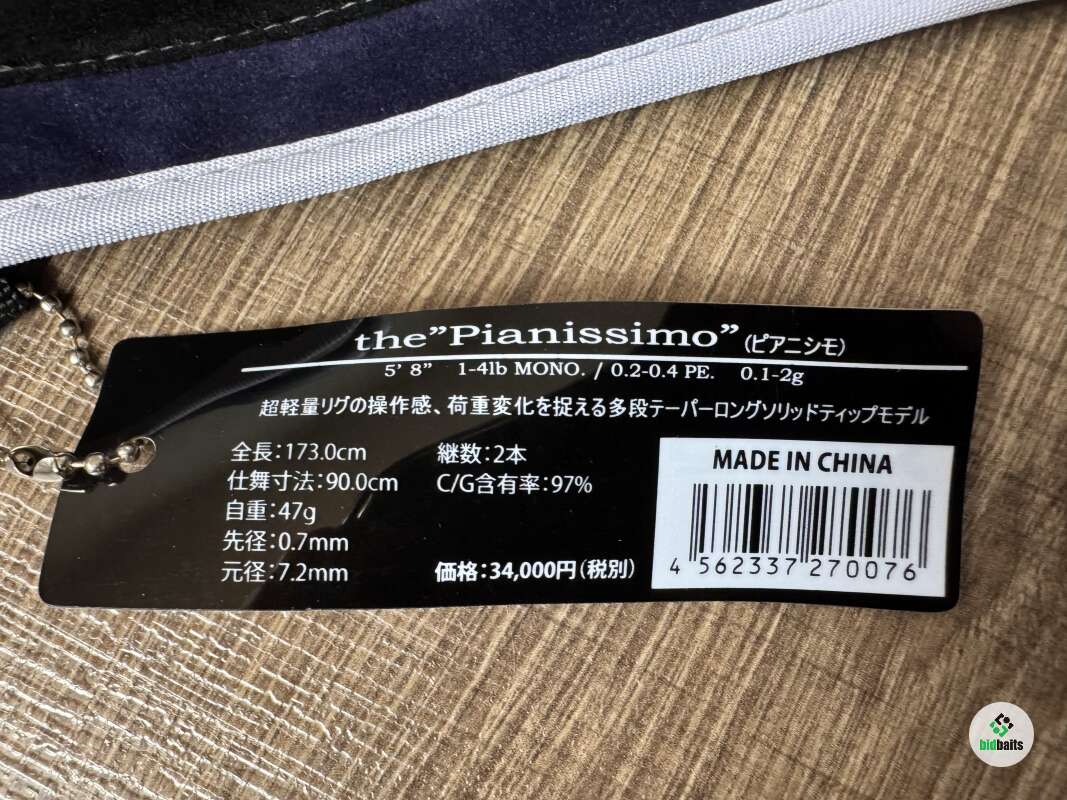 the”Pianissimo”(ピアニシモ)
5’ 8” 1-4lb MONO. / 0.2-0.4 PE. 0.1-2g
超軽量リグの操作感、荷重変化を捉える多段テーパーロングソリッドティップモデル
全長:173.0cm 継数:2本
仕舞寸法:90.0cm C/G含有率:97%
自重:47g
先径:0.7mm
元径:7.2mm 価格:34,000円(税別)
MADE IN CHINA
4 562337 270076
bidbaits